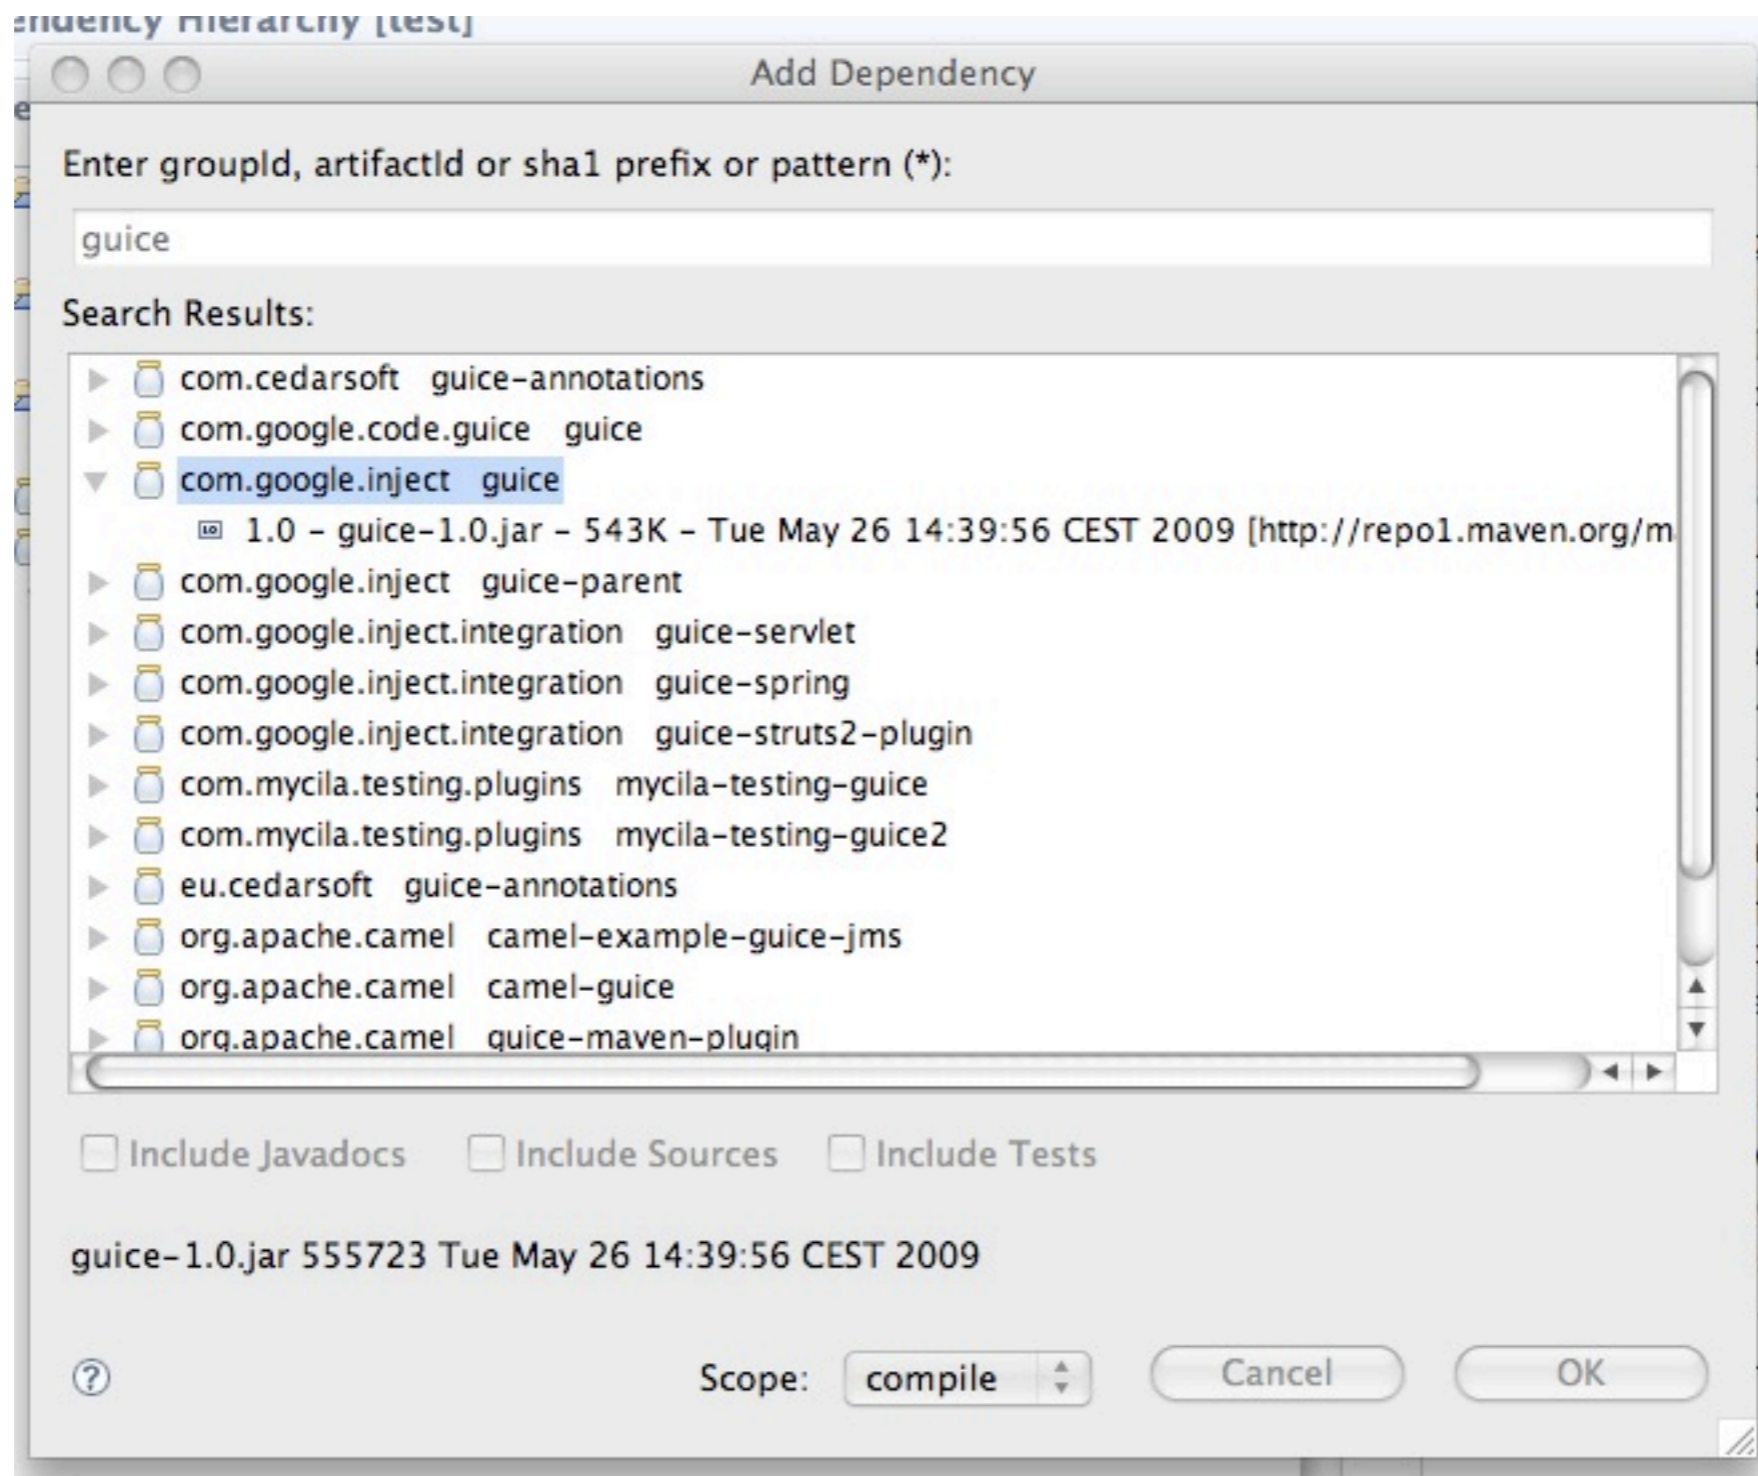 endency Hierarchy [test]
Add Dependency
Enter groupId, artifactId or sha1 prefix or pattern (*):
guice
Search Results:
com.cedarsoft guice-annotations
com.google.code.guice guice
com.google.inject guice
1.0 – guice-1.0.jar – 543K – Tue May 26 14:39:56 CEST 2009 [http://repo1.maven.org/m
com.google.inject guice-parent
com.google.inject.integration guice-servlet
com.google.inject.integration guice-spring
com.google.inject.integration guice-struts2-plugin
com.mycila.testing.plugins mycila-testing-guice
com.mycila.testing.plugins mycila-testing-guice2
eu.cedarsoft guice-annotations
org.apache.camel camel-example-guice-jms
org.apache.camel camel-guice
org.apache.camel guice-maven-plugin
Include Javadocs Include Sources Include Tests
guice-1.0.jar 555723 Tue May 26 14:39:56 CEST 2009
? Scope: compile Cancel OK